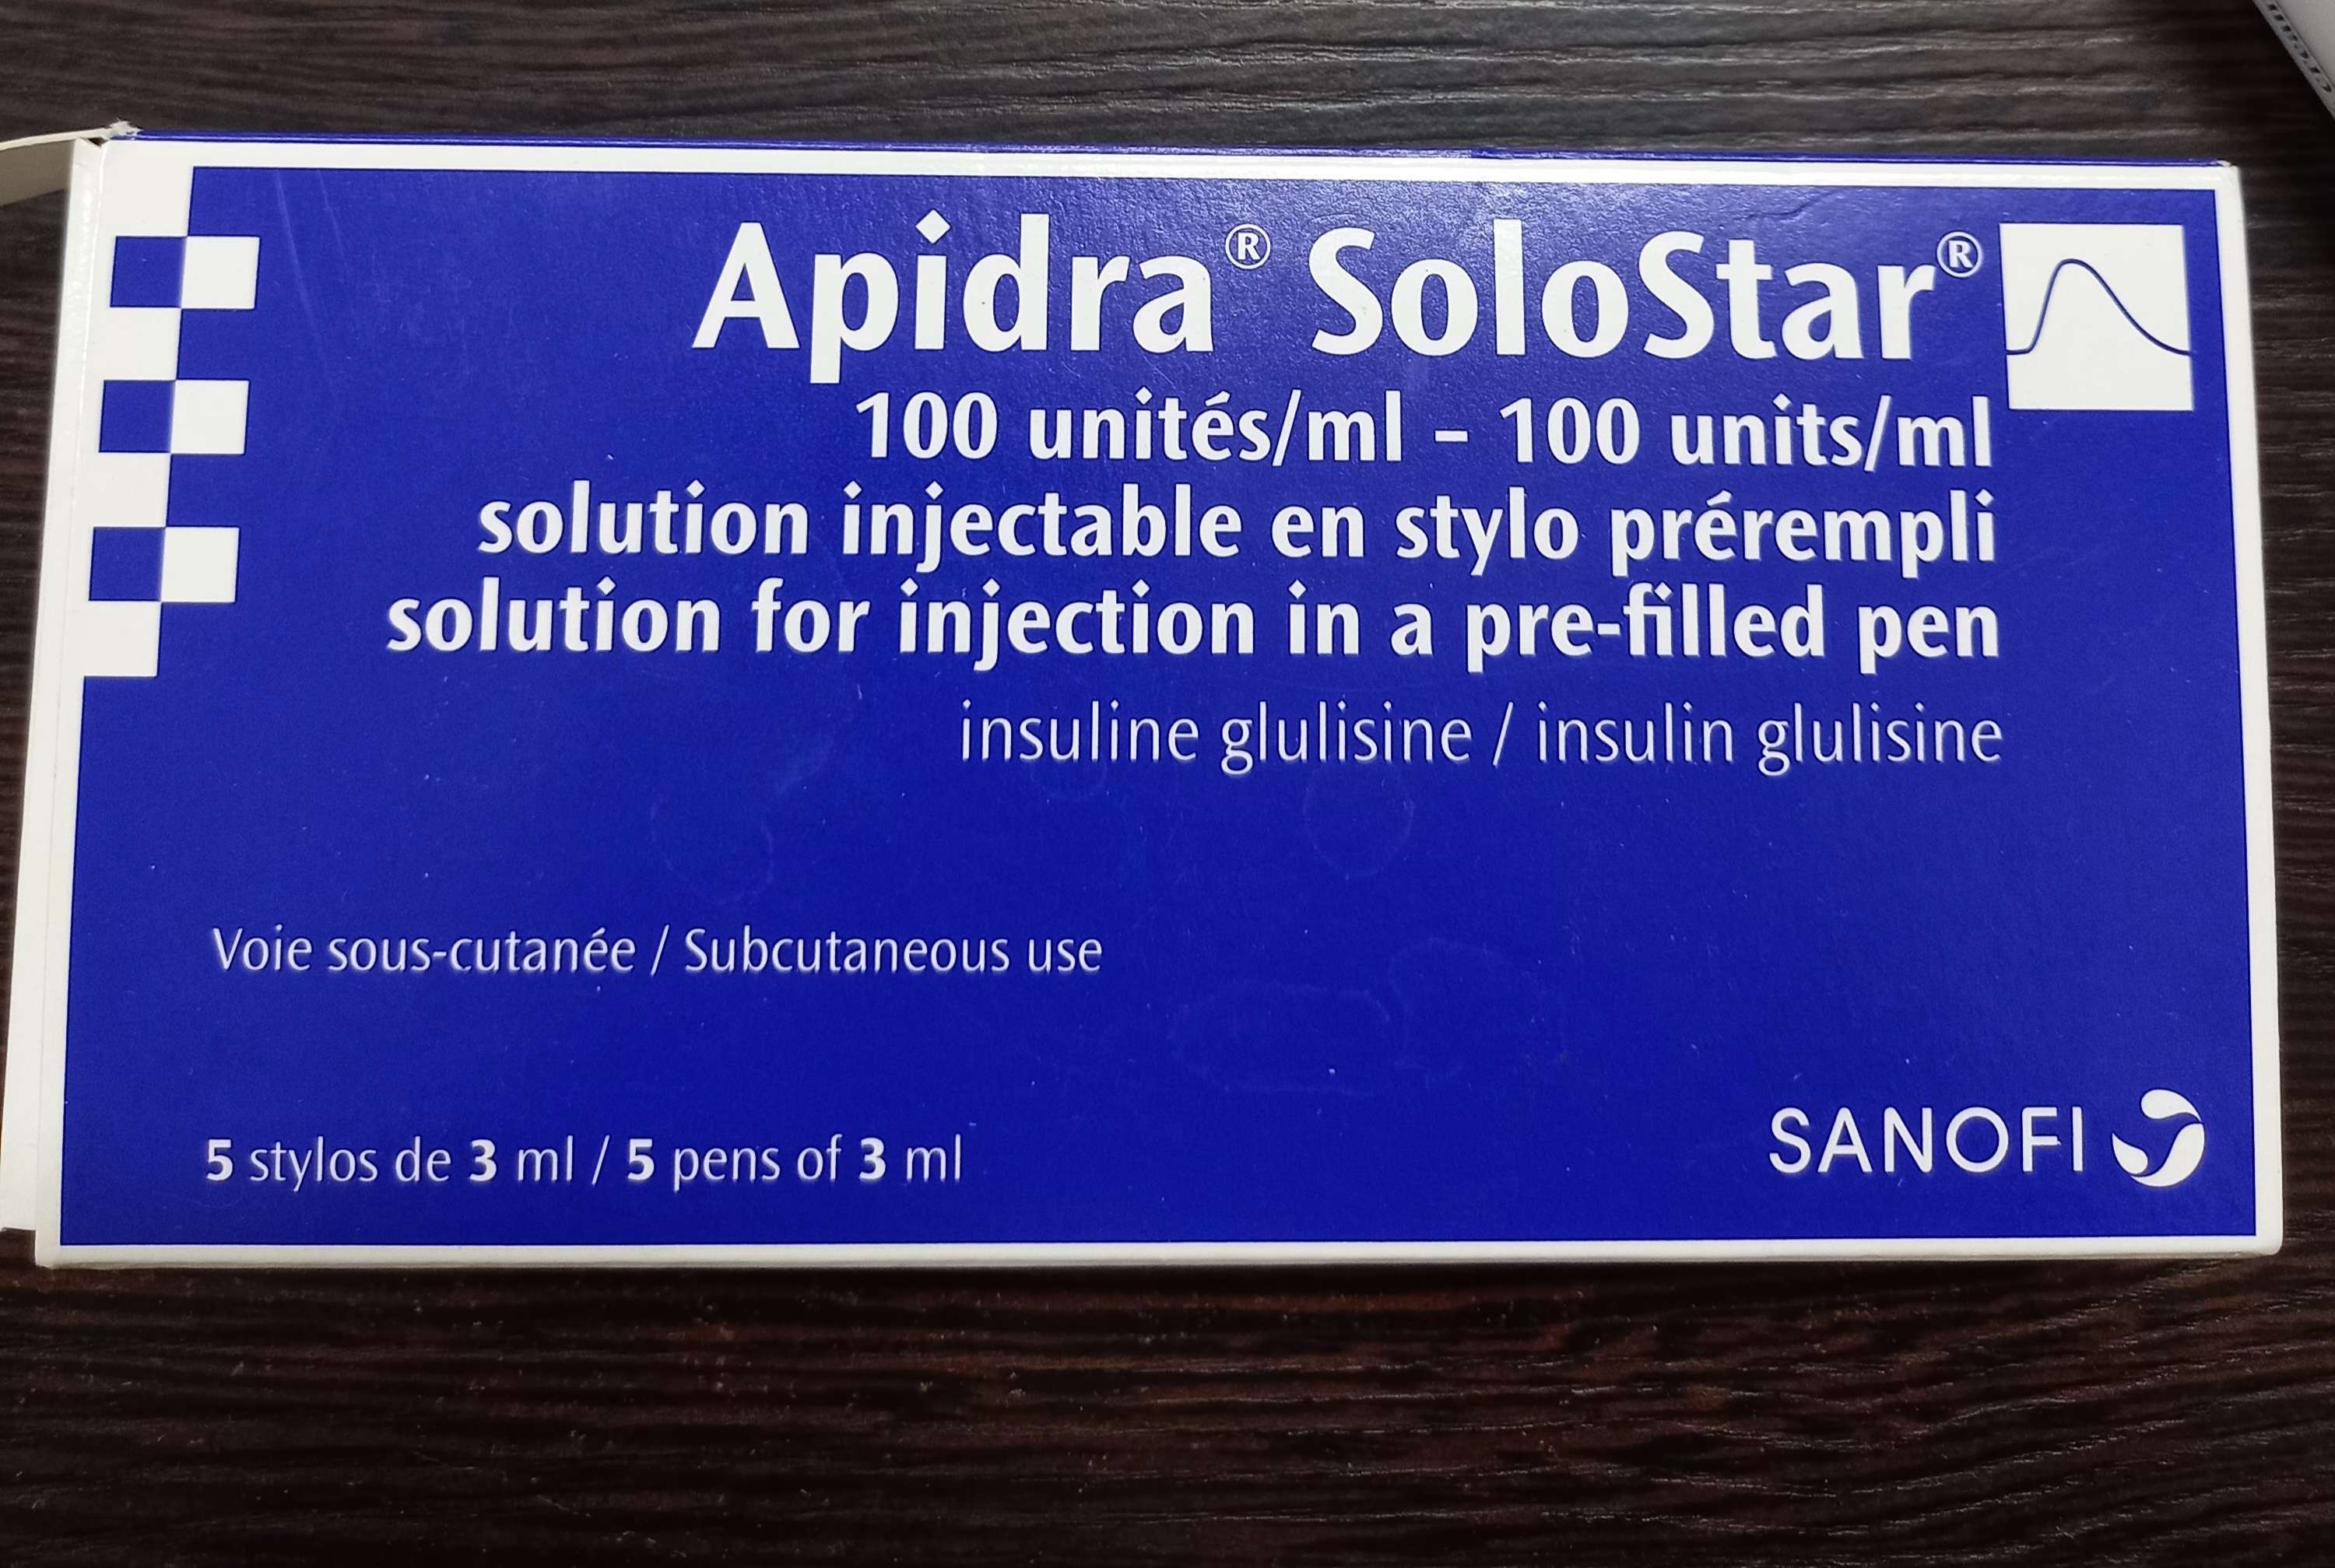 Apidra® SoloStar®
100 unités/ml - 100 units/ml
solution injectable en stylo prérempli
solution for injection in a pre-filled pen
insuline glulisine / insulin glulisine
Voie sous-cutanée / Subcutaneous use
5 stylos de 3 ml / 5 pens of 3 ml
SANOFI